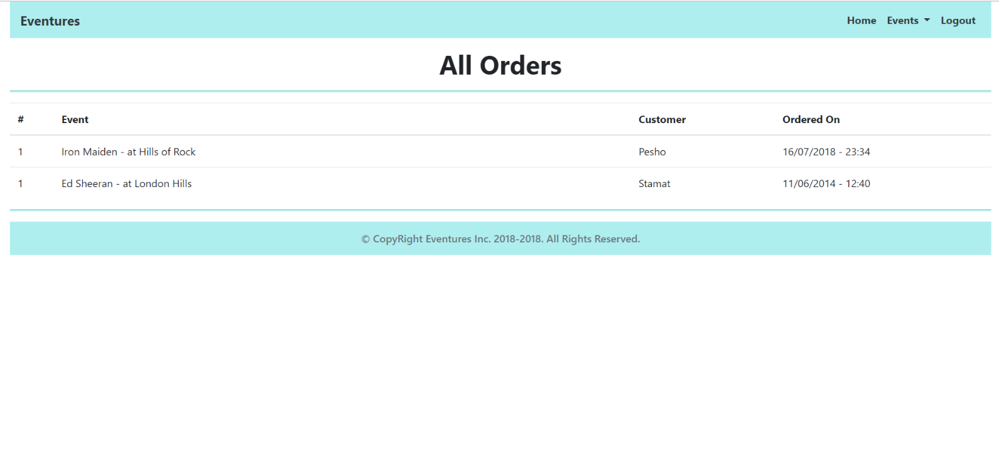 Eventures Home Events Logout
All Orders
# Event Customer Ordered On
1 Iron Maiden - at Hills of Rock Pesho 16/07/2018 - 23:34
1 Ed Sheeran - at London Hills Stamat 11/06/2014 - 12:40
© CopyRight Eventures Inc. 2018-2018. All Rights Reserved.